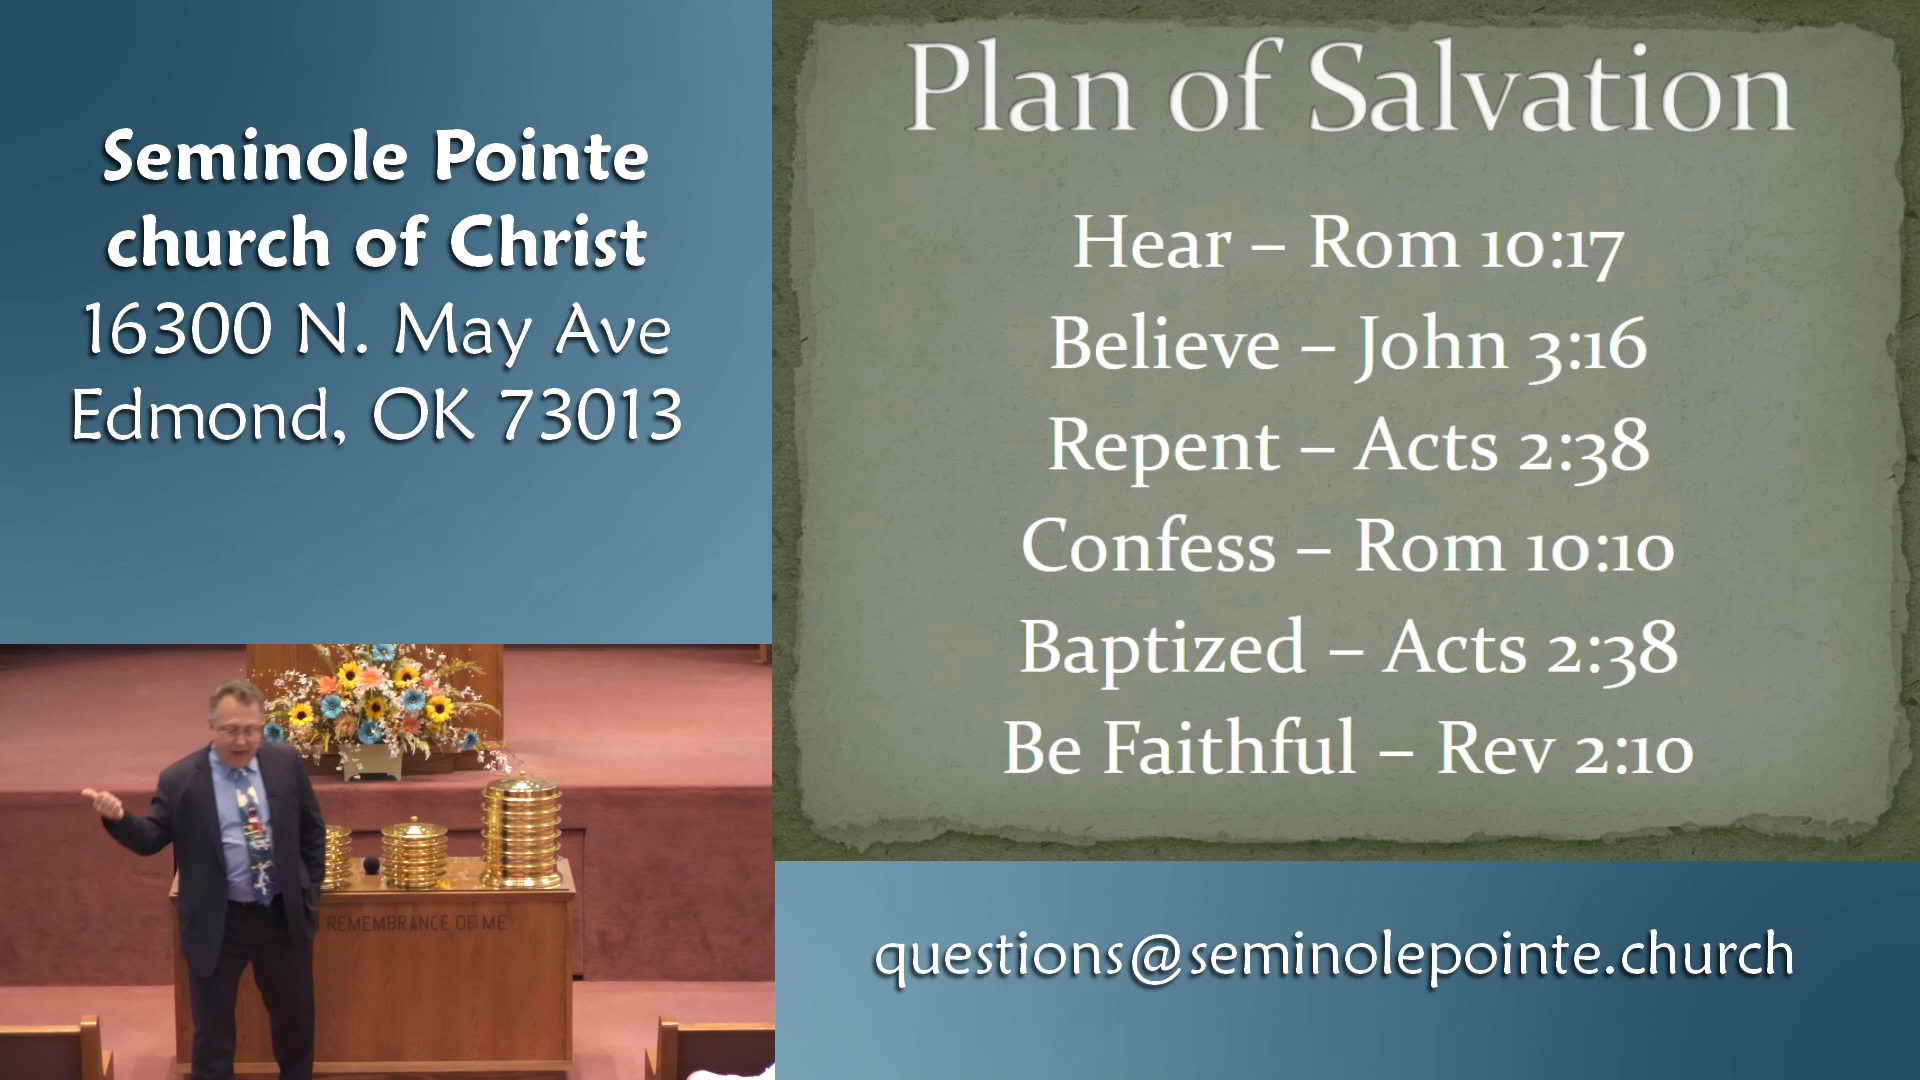 Seminole Pointe
church of Christ
16300 N. May Ave
Edmond, OK 73013
Plan of Salvation
Hear – Rom 10:17
Believe – John 3:16
Repent – Acts 2:38
Confess – Rom 10:10
Baptized – Acts 2:38
Be Faithful – Rev 2:10
REMEMBRANCE OF ME
questions@seminolepointe.church